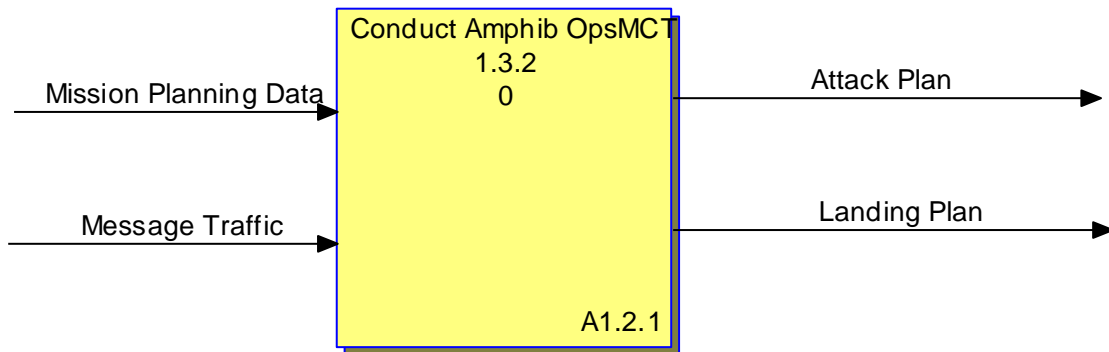 Conduct Amphib OpsMCT
1.3.2
0
Mission Planning Data
Attack Plan
Message Traffic
Landing Plan
A1.2.1